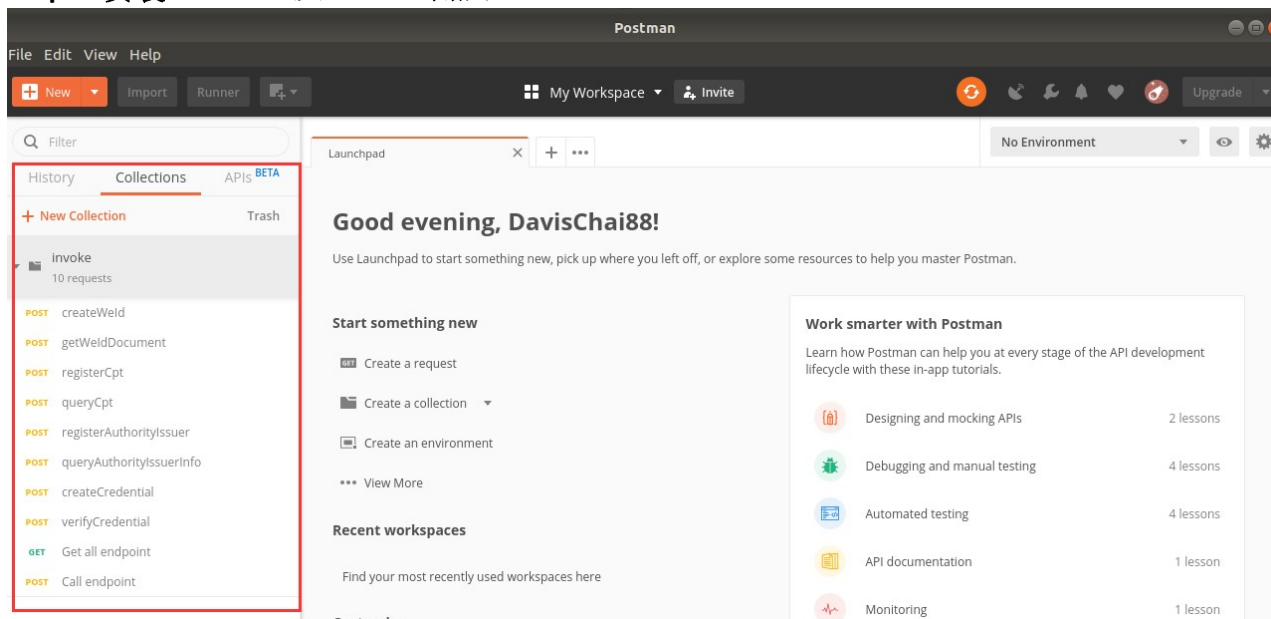 Postman
File Edit View Help
New Import Runner My Workspace Invite Upgrade
Filter
History Collections APIs BETA
+ New Collection Trash
invoke
10 requests
POST createWeId
POST getWeIdDocument
POST registerCpt
POST queryCpt
POST registerAuthorityIssuer
POST queryAuthorityIssuerInfo
POST createCredential
POST verifyCredential
GET Get all endpoint
POST Call endpoint
Launchpad
No Environment
Good evening, DavisChai88!
Use Launchpad to start something new, pick up where you left off, or explore some resources to help you master Postman.
Start something new
GET Create a request
Create a collection
Create an environment
View More
Recent workspaces
Find your most recently used workspaces here
Work smarter with Postman
Learn how Postman can help you at every stage of the API development
lifecycle with these in-app tutorials.
Designing and mocking APIs 2 lessons
Debugging and manual testing 4 lessons
Automated testing 4 lessons
API documentation 1 lesson
Monitoring 1 lesson